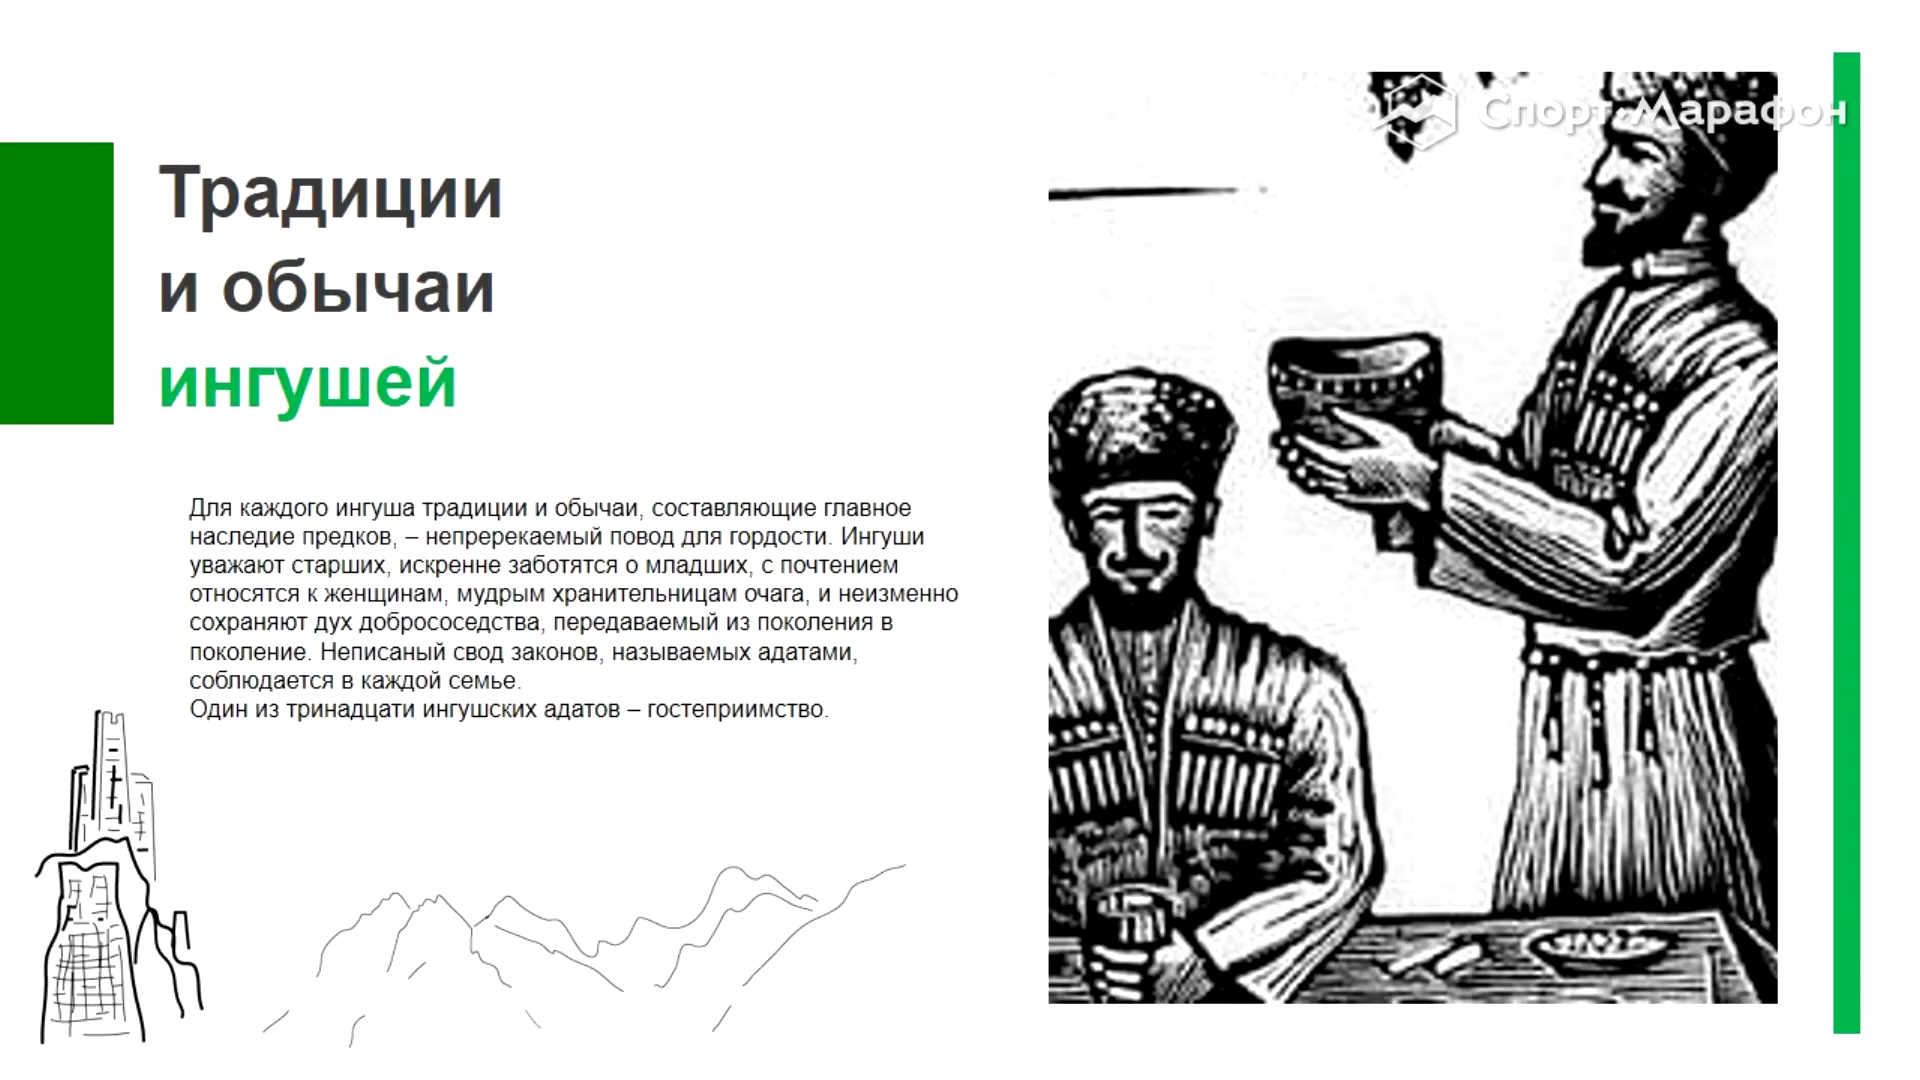 Спорт-Марафон
Традиции
и обычаи
ингушей
Для каждого ингуша традиции и обычаи, составляющие главное
наследие предков, – непререкаемый повод для гордости. Ингуши
уважают старших, искренне заботятся о младших, с почтением
относятся к женщинам, мудрым хранительницам очага, и неизменно
сохраняют дух добрососедства, передаваемый из поколения в
поколение. Неписаный свод законов, называемых адатами,
соблюдается в каждой семье.
Один из тринадцати ингушских адатов – гостеприимство.